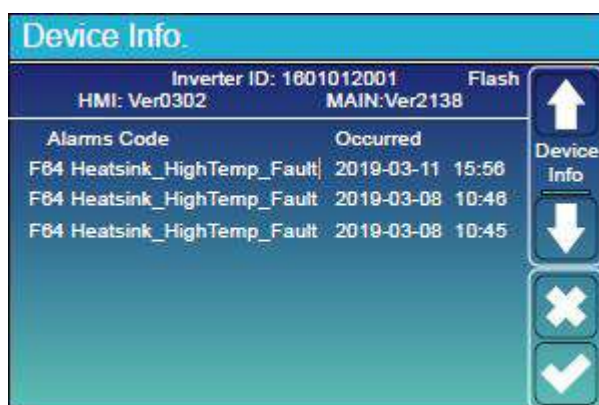 Device Info.
Inverter ID: 1601012001 Flash
HMI: Ver0302 MAIN:Ver2138
Alarms Code Occurred
F64 Heatsink_HighTemp_Fault 2019-03-11 15:56
F64 Heatsink_HighTemp_Fault 2019-03-08 10:46
F64 Heatsink_HighTemp_Fault 2019-03-08 10:45
Device
Info